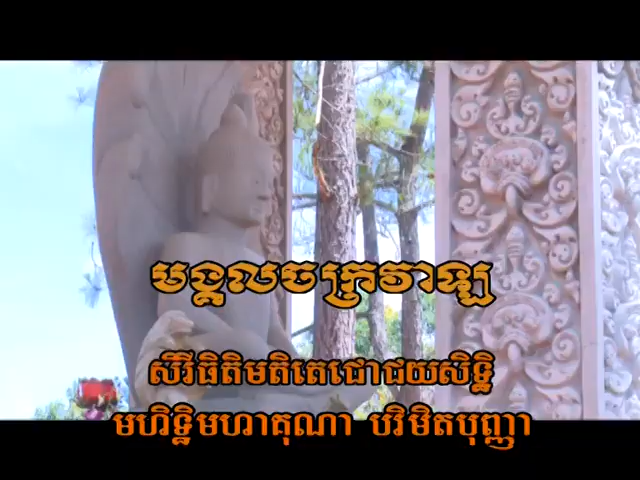 មង្គលចក្រវាឡ
សិរីធិតិមតិតេជោជយសិទ្ធិ
មហិទ្ធិមហាគុណា បរិមិតបុញ្ញា